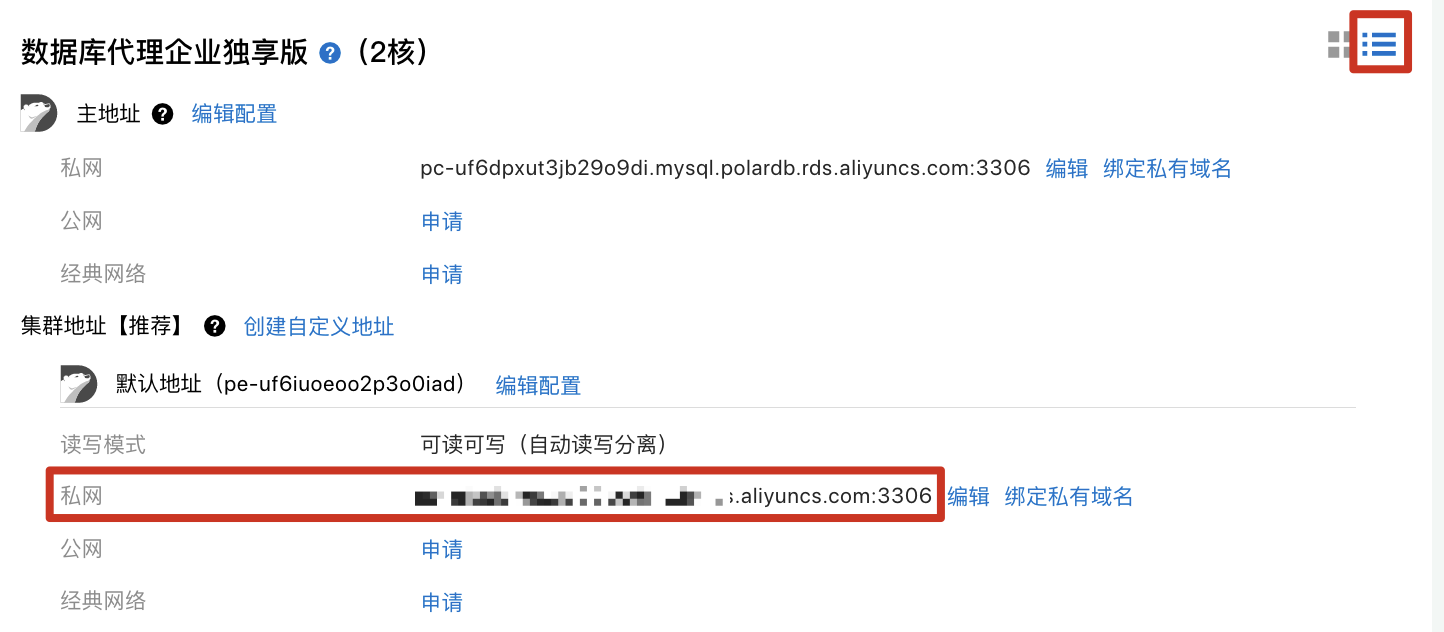 数据库代理企业独享版 ? （2核）
主地址 ? 编辑配置
私网 pc-uf6dpxut3jb29o9di.mysql.polardb.rds.aliyuncs.com:3306 编辑 绑定私有域名
公网 申请
经典网络 申请
集群地址【推荐】 ? 创建自定义地址
默认地址（pe-uf6iuoeoo2p3o0iad） 编辑配置
读写模式 可读可写（自动读写分离）
私网 s.aliyuncs.com:3306 编辑 绑定私有域名
公网 申请
经典网络 申请